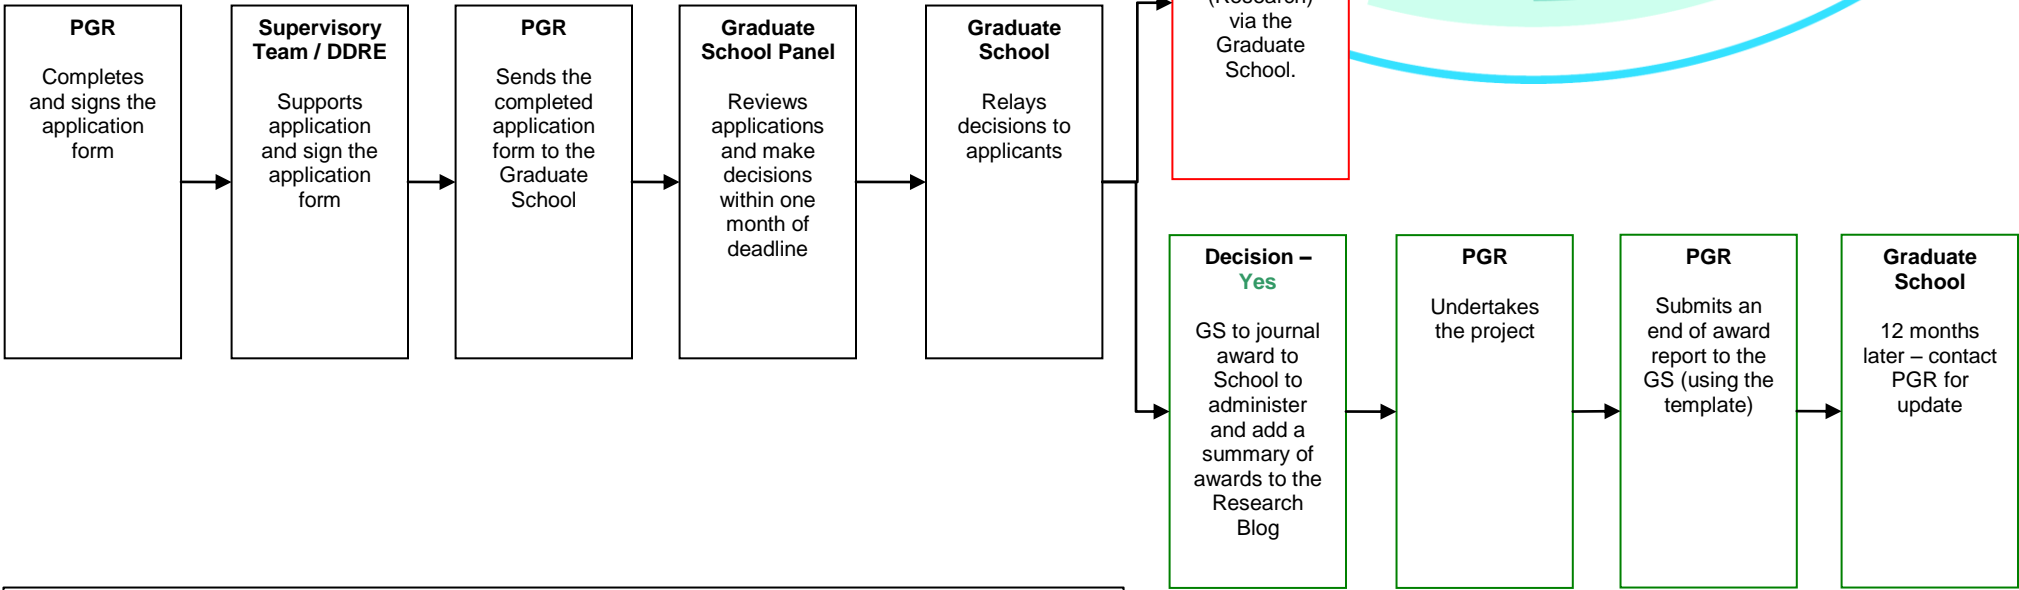 PGR
Completes
and signs the
application
form
Supervisory
Team / DDRE
Supports
application
and sign the
application
form
PGR
Sends the
completed
application
form to the
Graduate
School
Graduate
School Panel
Reviews
applications
and make
decisions
within one
month of
deadline
Graduate
School
Relays
decisions to
applicants
(Research)
via the
Graduate
School.
Decision –
Yes
GS to journal
award to
School to
administer
and add a
summary of
awards to the
Research
Blog
PGR
Undertakes
the project
PGR
Submits an
end of award
report to the
GS (using the
template)
Graduate
School
12 months
later – contact
PGR for
update